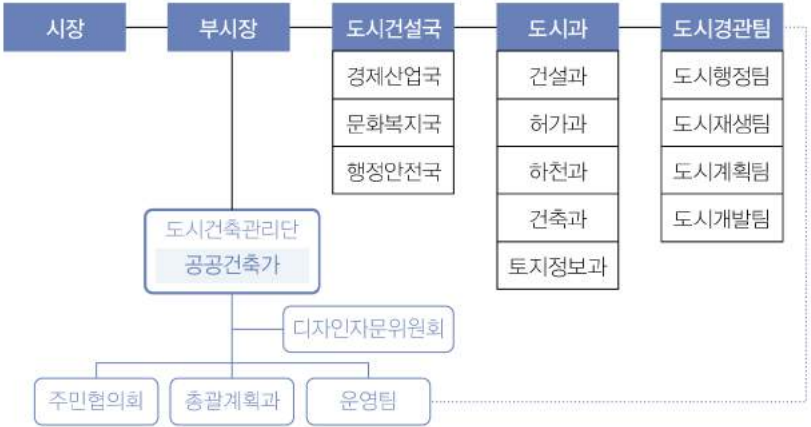 시장
부시장
도시건설국
도시과
도시경관팀
경제산업국
문화복지국
행정안전국
건설과
허가과
하천과
건축과
토지정보과
도시행정팀
도시재생팀
도시계획팀
도시개발팀
도시건축관리단
공공건축가
디자인자문위원회
주민협의회
총괄계획과
운영팀